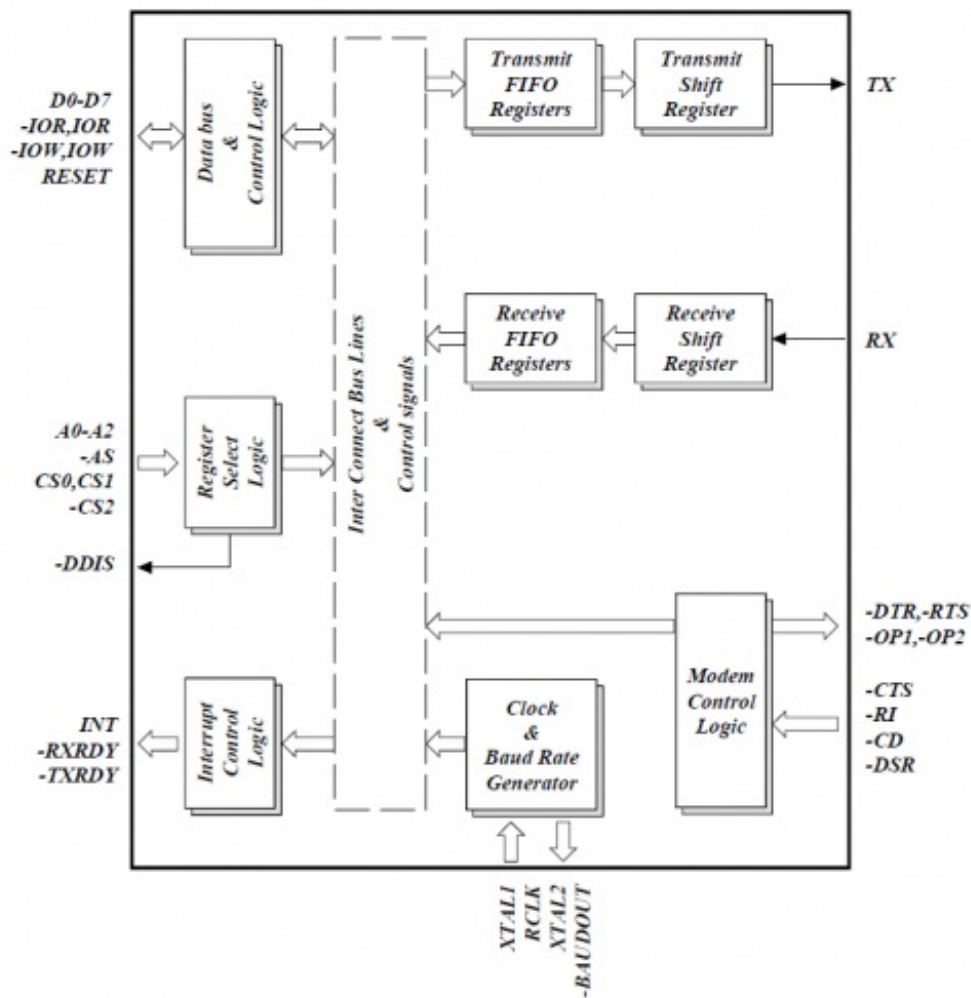 D0-D7
-IOR,IOR
-IOW,IOW
RESET
Data bus
&
Control Logic
Transmit
FIFO
Registers
Transmit
Shift
Register
TX
Receive
FIFO
Registers
Receive
Shift
Register
RX
Inter Connect Bus Lines
&
Control signals
A0-A2
-AS
CS0,CS1
-CS2
Register
Select
Logic
-DDIS
-DTR,-RTS
-OP1,-OP2
Modem
Control
Logic
-CTS
-RI
-CD
-DSR
INT
-RXRDY
-TXRDY
Interrupt
Control
Logic
Clock
&
Baud Rate
Generator
XTAL1
RCLK
XTAL2
-BAUDOUT